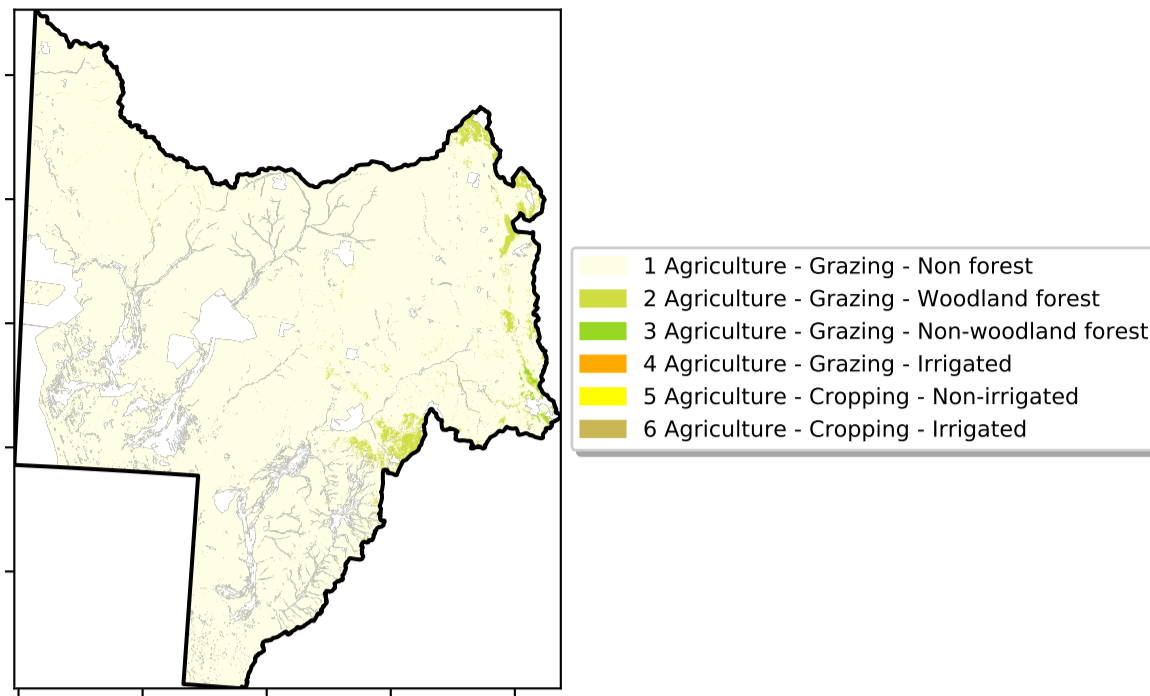 1 Agriculture - Grazing - Non forest
2 Agriculture - Grazing - Woodland forest
3 Agriculture - Grazing - Non-woodland forest
4 Agriculture - Grazing - Irrigated
5 Agriculture - Cropping - Non-irrigated
6 Agriculture - Cropping - Irrigated